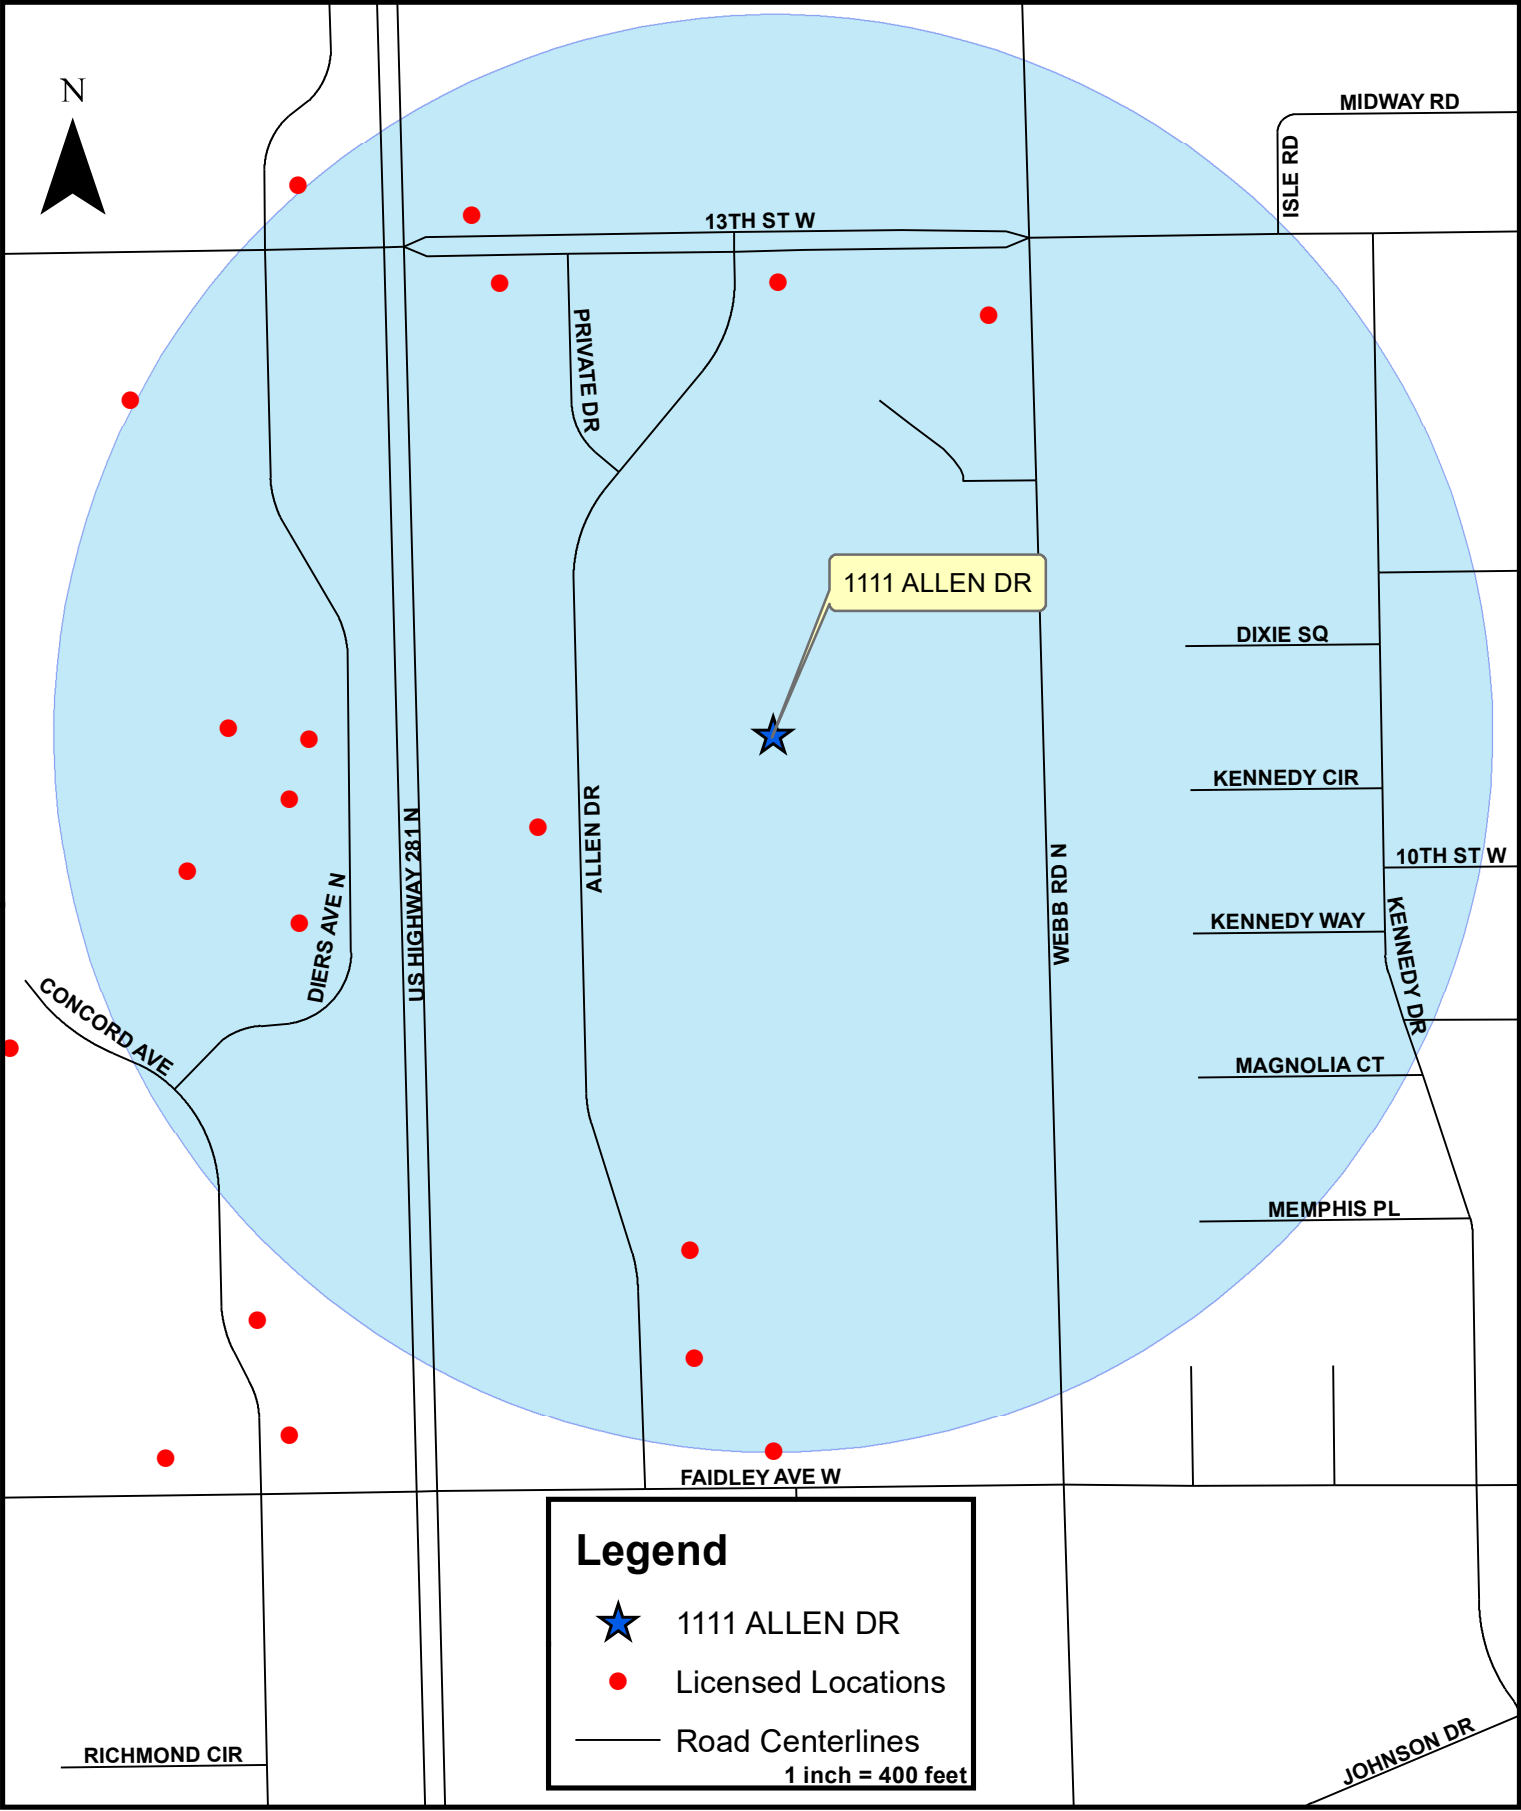 N
MIDWAY RD
ISLE RD
13TH ST W
PRIVATE DR
1111 ALLEN DR
DIXIE SQ
KENNEDY CIR
ALLEN DR
US HIGHWAY 281 N
WEBB RD N
10TH ST W
DIERS AVE N
KENNEDY WAY
KENNEDY DR
CONCORD AVE
MAGNOLIA CT
MEMPHIS PL
FAIDLEY AVE W
Legend
1111 ALLEN DR
Licensed Locations
Road Centerlines
1 inch = 400 feet
RICHMOND CIR
JOHNSON DR